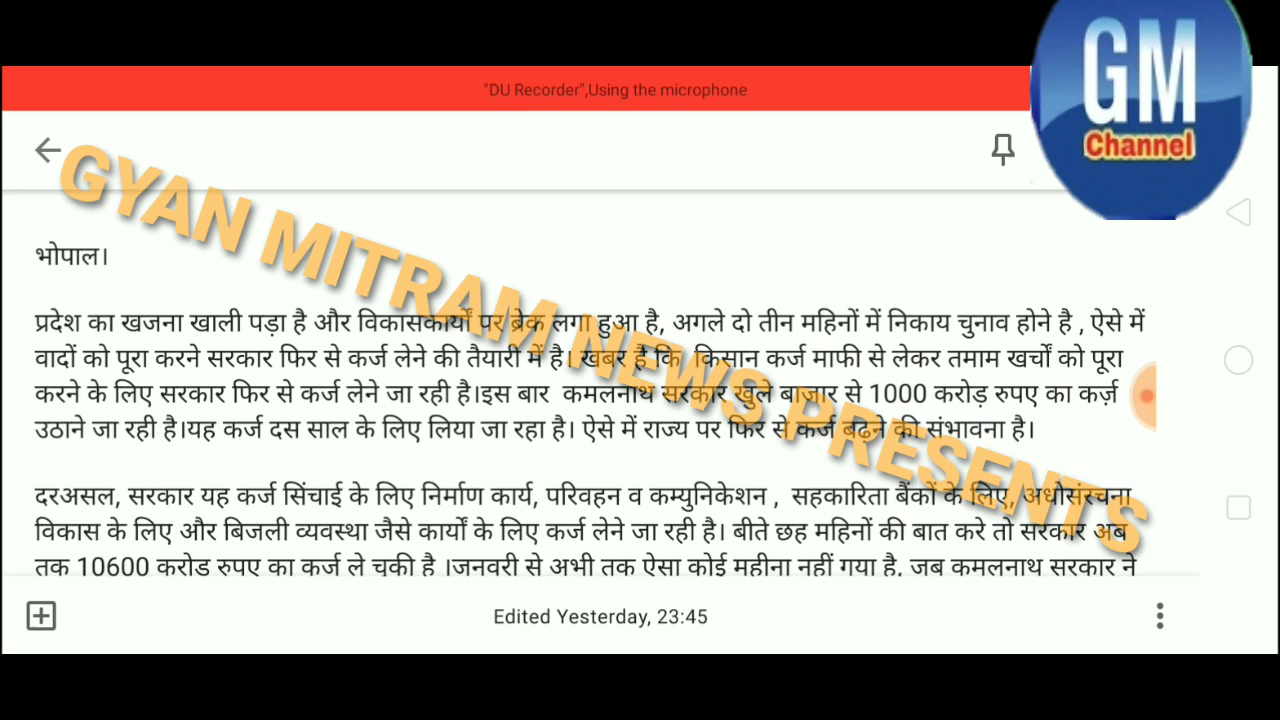 "DU Recorder",Using the microphone
GM
Channel
GYAN MITRAM NEWS PRESENTS
भोपाल।
प्रदेश का खजना खाली पड़ा है और विकासकार्यों पर ब्रेक लगा हुआ है, अगले दो तीन महिनों में निकाय चुनाव होने है , ऐसे में
वादों को पूरा करने सरकार फिर से कर्ज लेने की तैयारी में है। खबर है कि किसान कर्ज माफी से लेकर तमाम खर्चों को पूरा
करने के लिए सरकार फिर से कर्ज लेने जा रही है।इस बार कमलनाथ सरकार खुले बाजार से 1000 करोड़ रुपए का कर्ज़
उठाने जा रही है।यह कर्ज दस साल के लिए लिया जा रहा है। ऐसे में राज्य पर फिर से कर्ज बढ़ने की संभावना है।
दरअसल, सरकार यह कर्ज सिंचाई के लिए निर्माण कार्य, परिवहन व कम्युनिकेशन , सहकारिता बैंकों के लिए, अधोसंरचना
विकास के लिए और बिजली व्यवस्था जैसे कार्यों के लिए कर्ज लेने जा रही है। बीते छह महिनों की बात करे तो सरकार अब
तक 10600 करोड़ रुपए का कर्ज ले चुकी है ।जनवरी से अभी तक ऐसा कोई महीना नहीं गया है, जब कमलनाथ सरकार ने
Edited Yesterday, 23:45